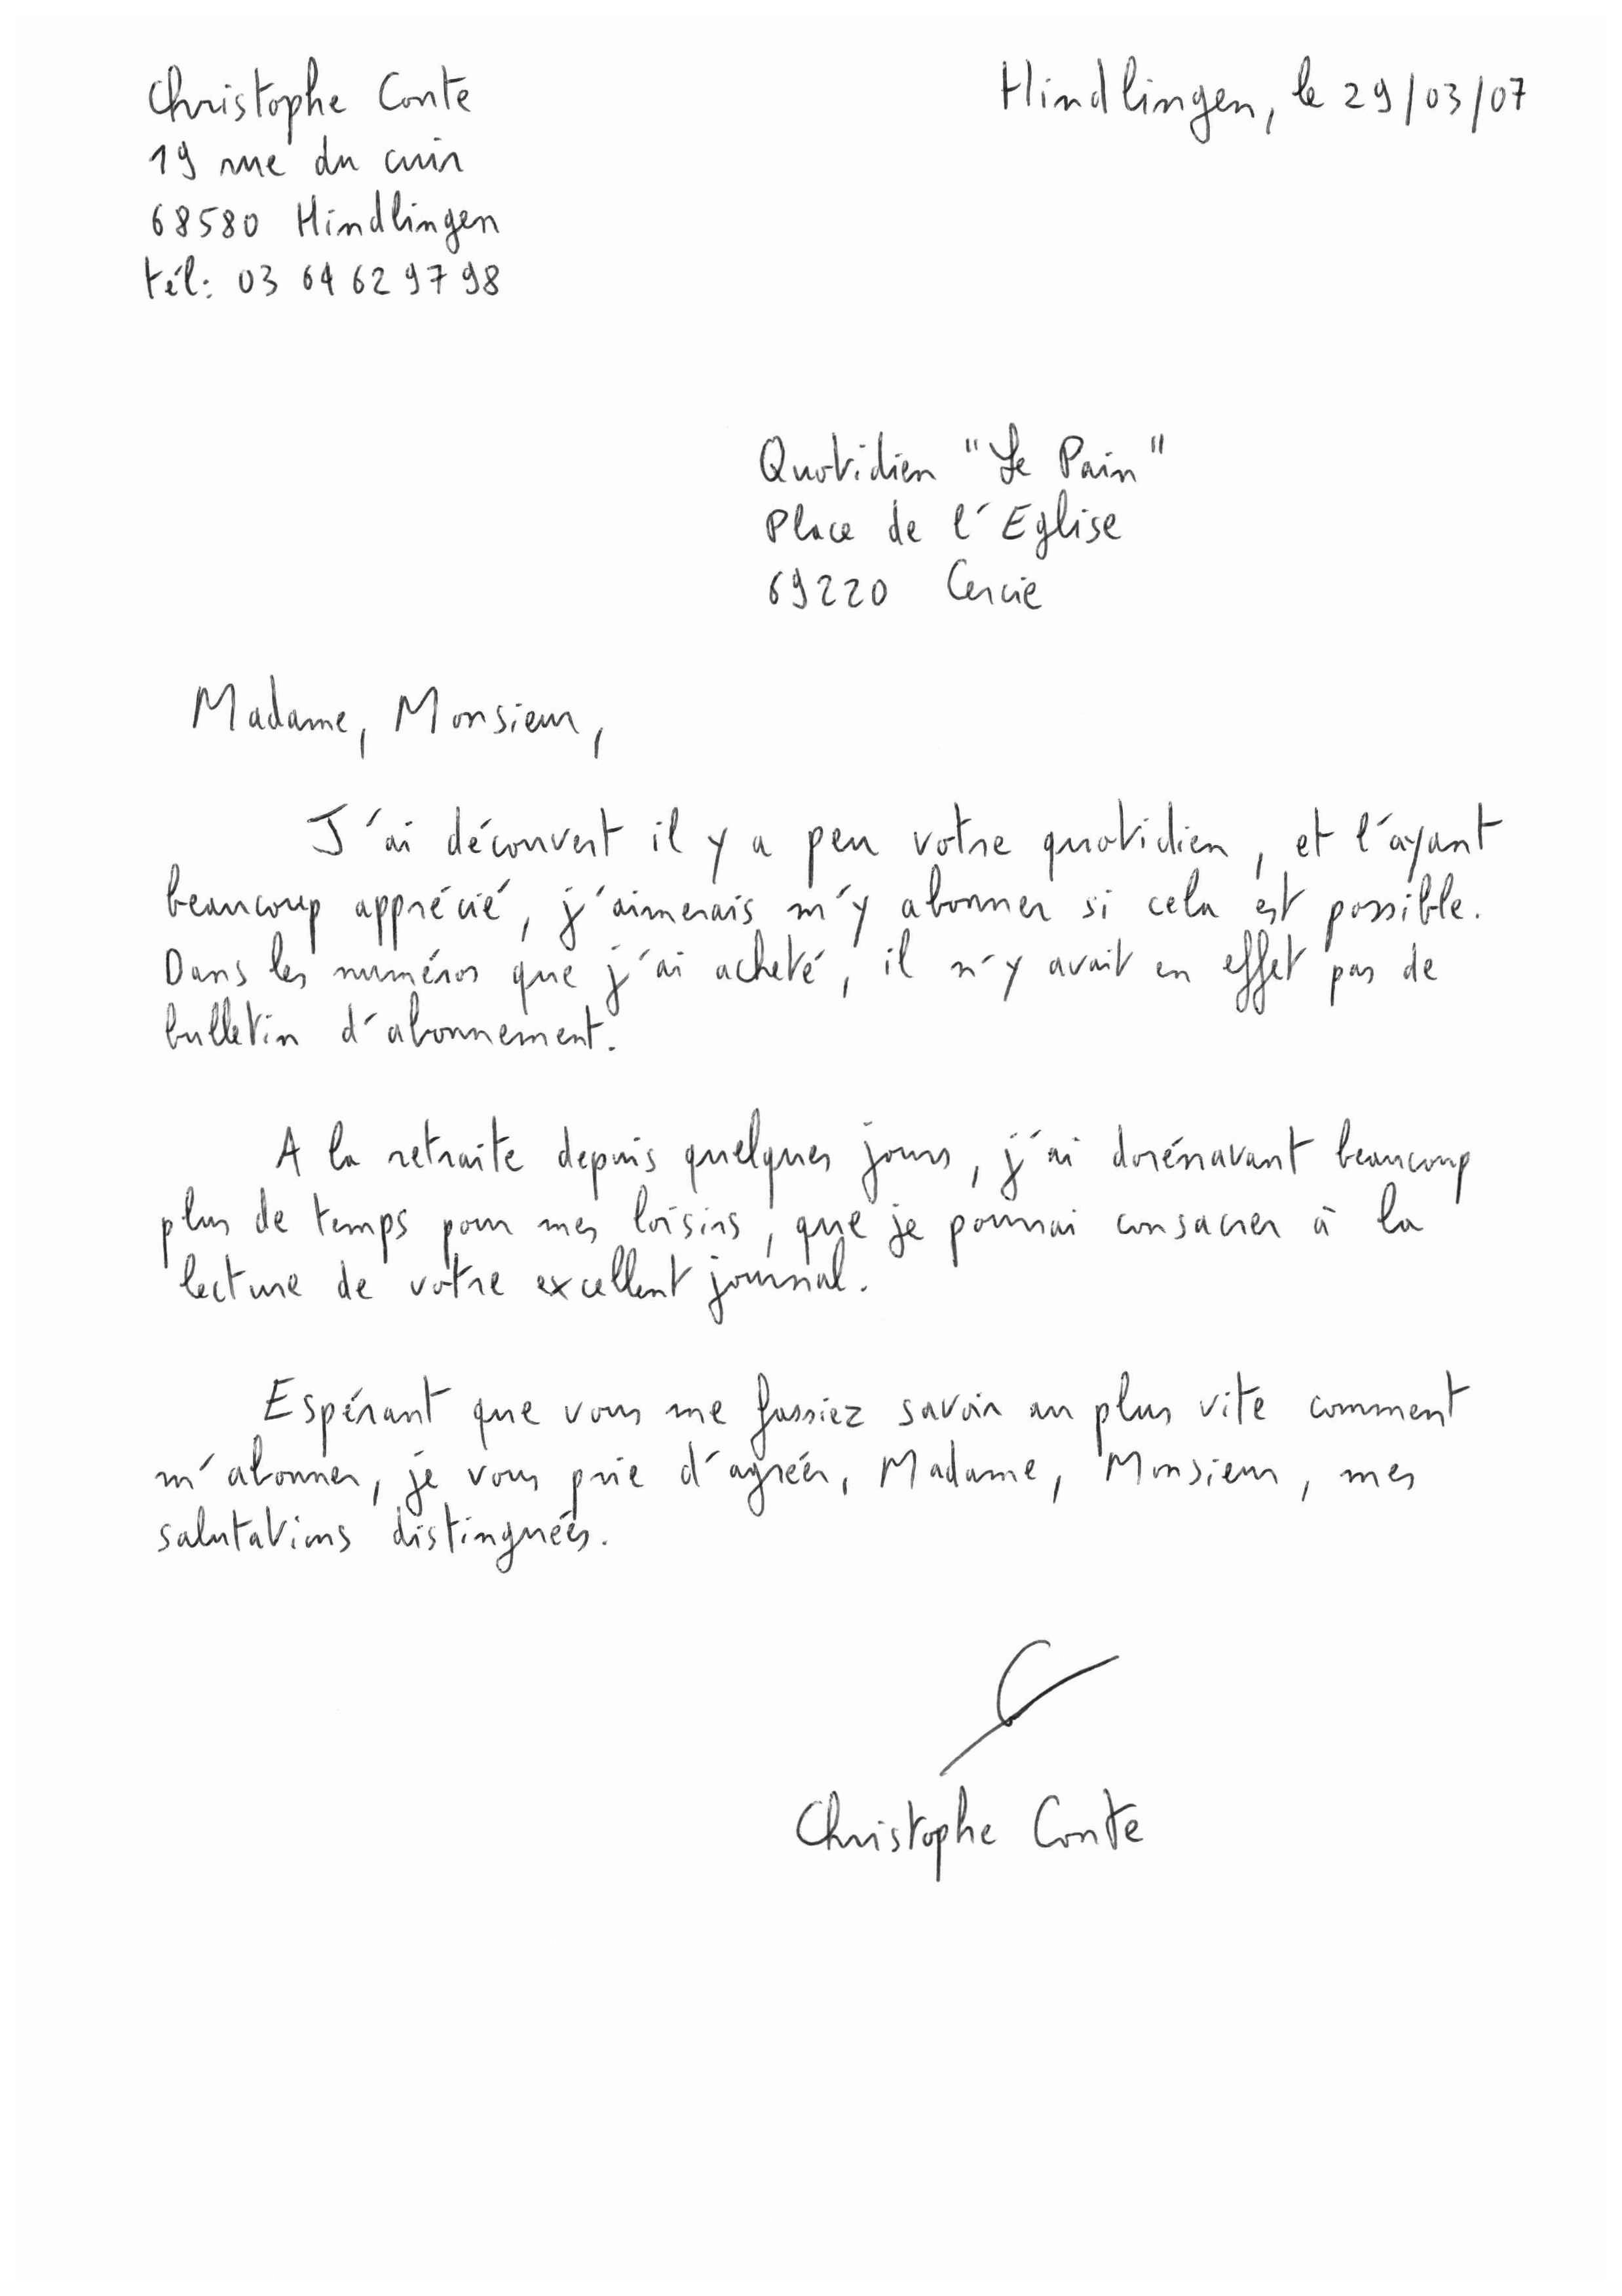 Christophe Conte
19 rue du cuir
68580 Hindlingen
tél: 03 64 62 97 98
Hindlingen, le 29/03/07
Quotidien "Le Pain"
Place de l'Eglise
69220 Cercie
Madame, Monsieur,
J'ai découvert il y a peu votre quotidien, et l'ayant
beaucoup apprécié, j'aimerais m'y abonner si cela est possible.
Dans les numéros que j'ai acheté, il n'y avait en effet pas de
bulletin d'abonnement.
A la retraite depuis quelques jours, j'ai dorénavant beaucoup
plus de temps pour mes loisirs, que je pourrai consacrer à la
lecture de votre excellent journal.
Espérant que vous me fassiez savoir au plus vite comment
m'abonner, je vous prie d'agréer, Madame, Monsieur, mes
salutations distinguées.
Christophe Conte